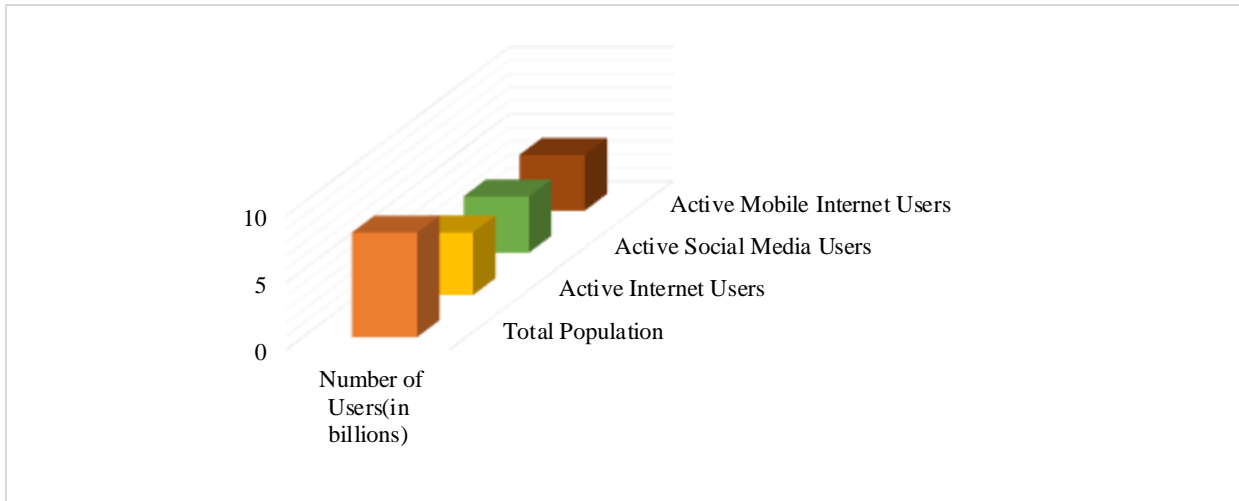 10
5
0
Active Mobile Internet Users
Active Social Media Users
Active Internet Users
Total Population
Number of
Users(in
billions)